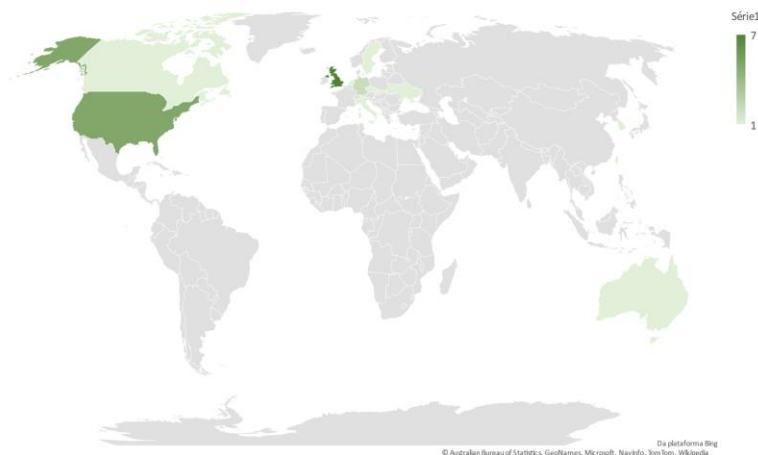 Série1
7
1
Da plataforma Bing
© Australian Bureau of Statistics, GeoNames, Microsoft, Navinfo, TomTom, Wikipedia